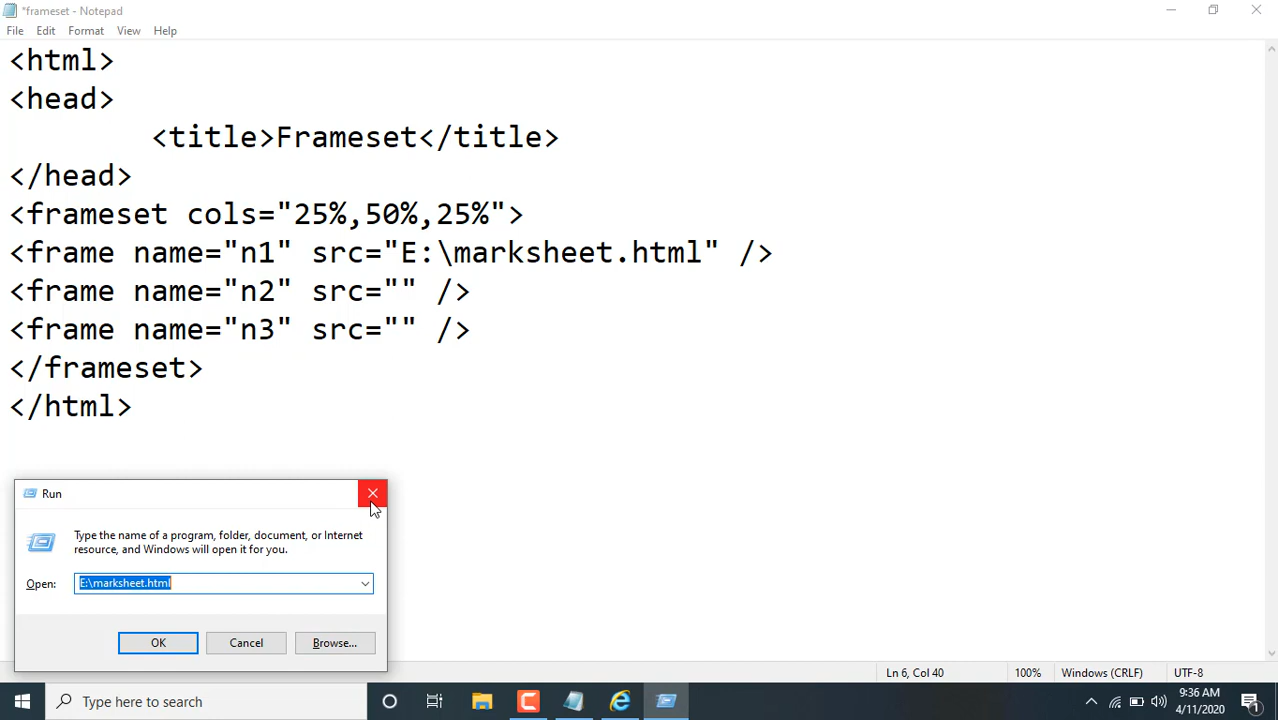 *frameset - Notepad
File Edit Format View Help
<html>
<head>
<title>Frameset</title>
</head>
<frameset cols="25%,50%,25%">
<frame name="n1" src="E:\marksheet.html" />
<frame name="n2" src="" />
<frame name="n3" src="" />
</frameset>
</html>
Run
Type the name of a program, folder, document, or Internet
resource, and Windows will open it for you.
Open: E:\marksheet.html
OK Cancel Browse...
Ln 6, Col 40 100% Windows (CRLF) UTF-8
Type here to search
9:36 AM
4/11/2020
1